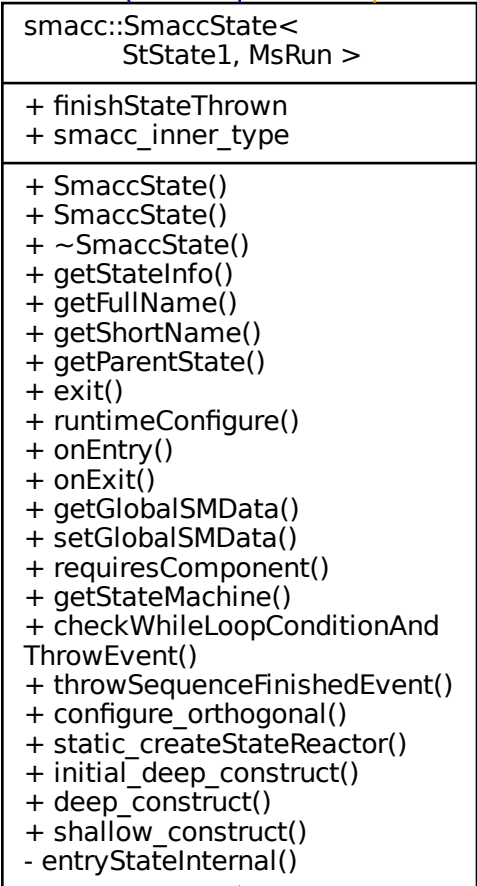 smacc::SmaccState<
StState1, MsRun >
+ finishStateThrown
+ smacc_inner_type
+ SmaccState()
+ SmaccState()
+ ~SmaccState()
+ getStateInfo()
+ getFullName()
+ getShortName()
+ getParentState()
+ exit()
+ runtimeConfigure()
+ onEntry()
+ onExit()
+ getGlobalSMData()
+ setGlobalSMData()
+ requiresComponent()
+ getStateMachine()
+ checkWhileLoopConditionAnd
ThrowEvent()
+ throwSequenceFinishedEvent()
+ configure_orthogonal()
+ static_createStateReactor()
+ initial_deep_construct()
+ deep_construct()
+ shallow_construct()
- entryStateInternal()